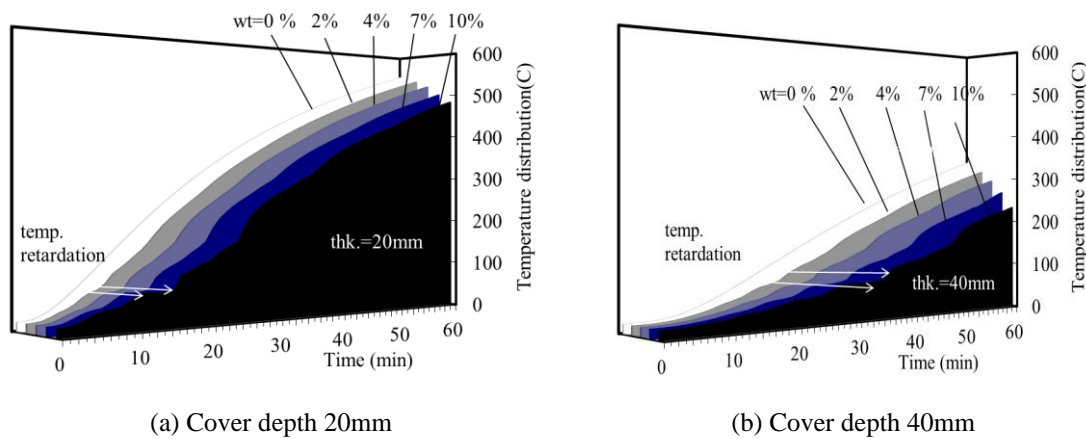 wt=0 % 2% 4% 7% 10%
600
500
400
300
200
100
0
Temperature distribution(C)
temp.
retardation
thk.=20mm
0 10 20 30 40 50 60
Time (min)
(a) Cover depth 20mm
600
500
400
300
200
100
0
Temperature distribution(C)
wt=0 % 2% 4% 7% 10%
temp.
retardation
thk.=40mm
0 10 20 30 40 50 60
Time (min)
(b) Cover depth 40mm